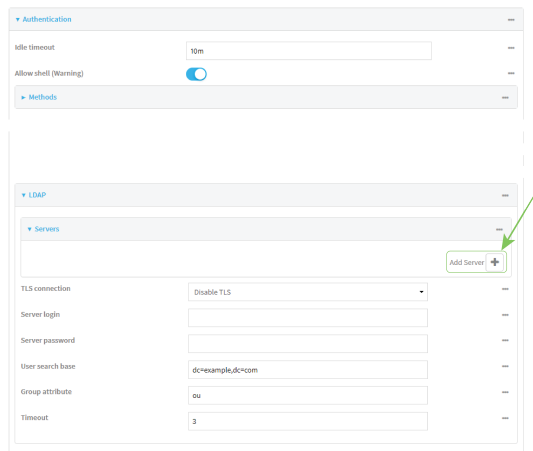 Authentication
Idle timeout 10m
Allow shell (Warning)
Methods
LDAP
Servers
Add Server
TLS connection Disable TLS
Server login
Server password
User search base dc=example,dc=com
Group attribute ou
Timeout 3